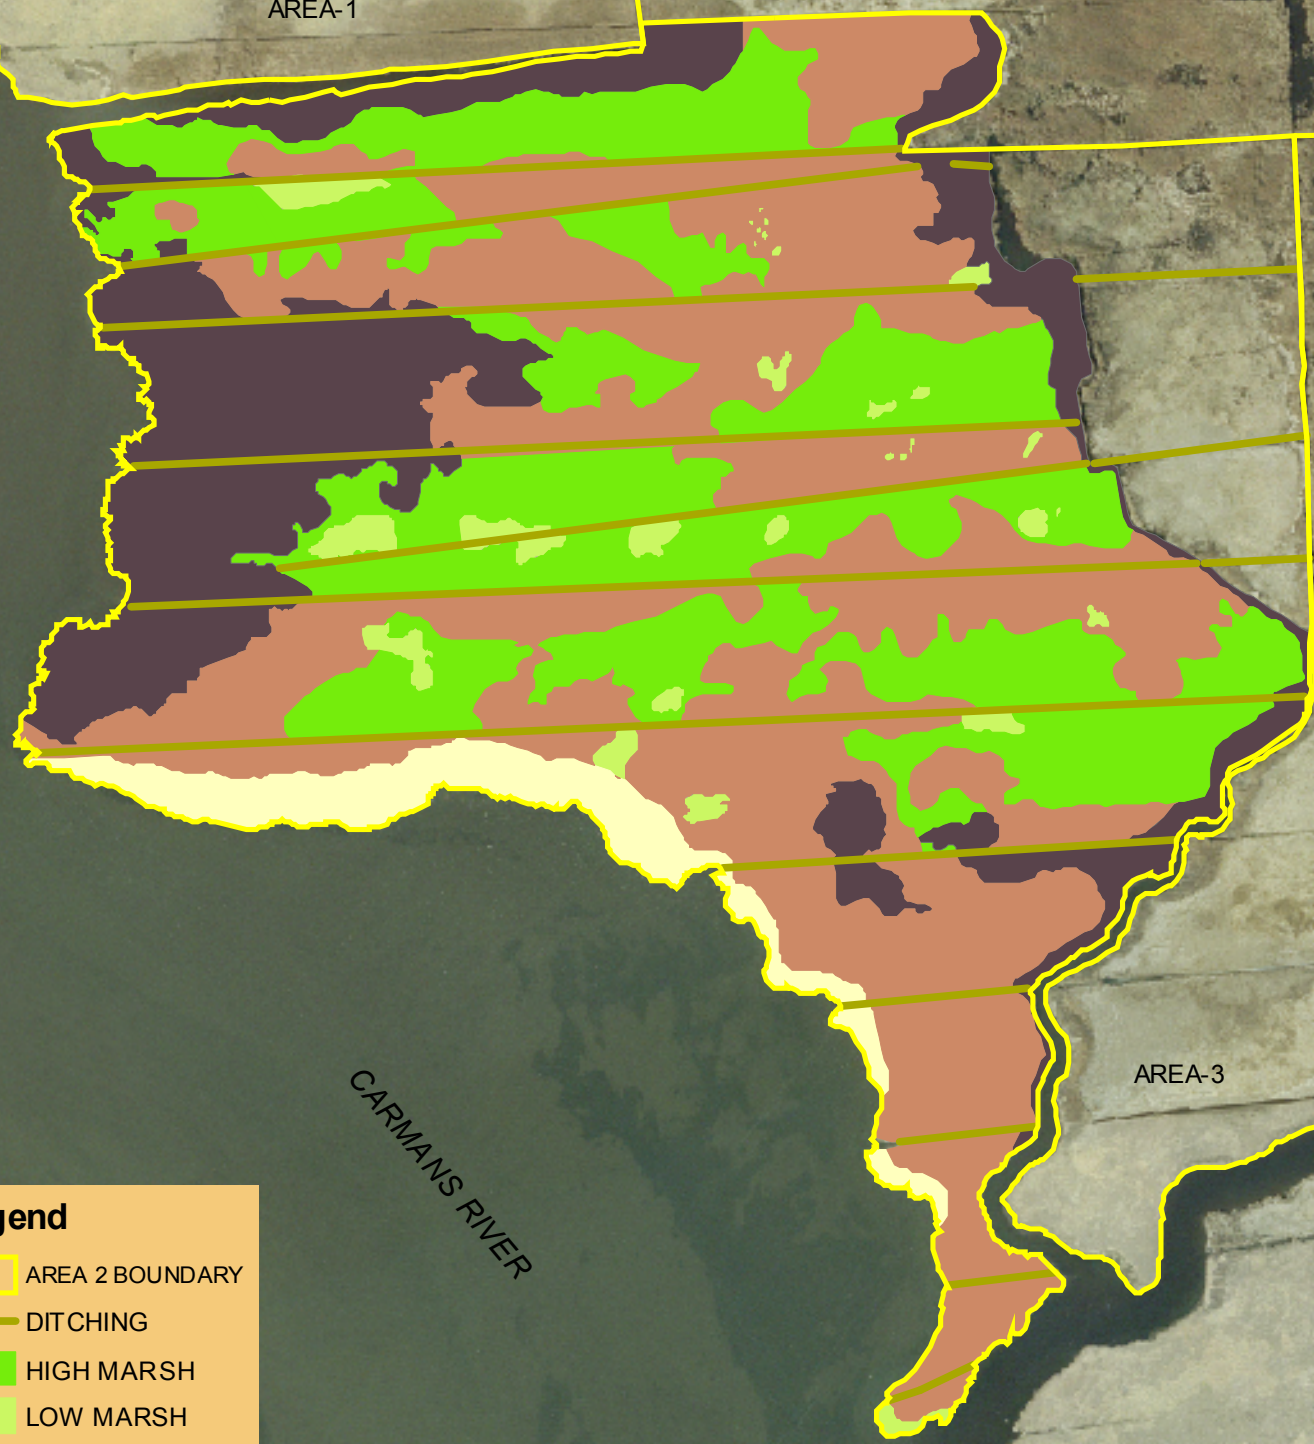 AREA-1
AREA-3
CARMANS RIVER
gend
AREA 2 BOUNDARY
DITCHING
HIGH MARSH
LOW MARSH